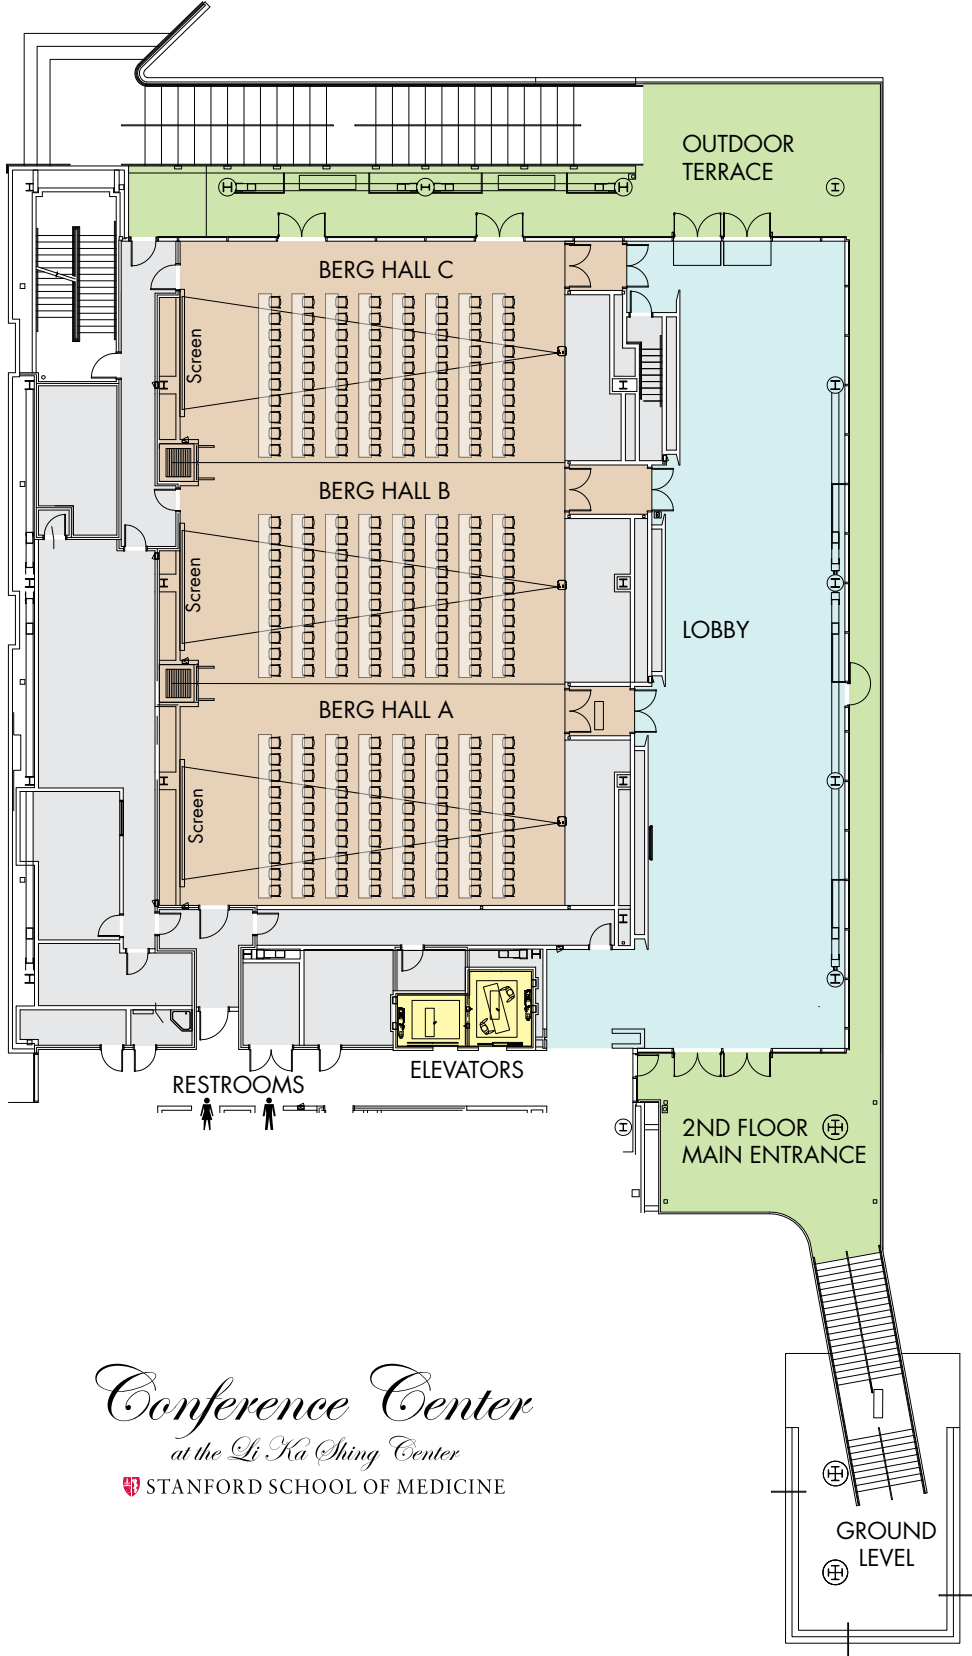 OUTDOOR
TERRACE
BERG HALL C
Screen
BERG HALL B
Screen
LOBBY
BERG HALL A
Screen
ELEVATORS
RESTROOMS
2ND FLOOR
MAIN ENTRANCE
Conference Center
at the Li Ka Shing Center
STANFORD SCHOOL OF MEDICINE
GROUND
LEVEL